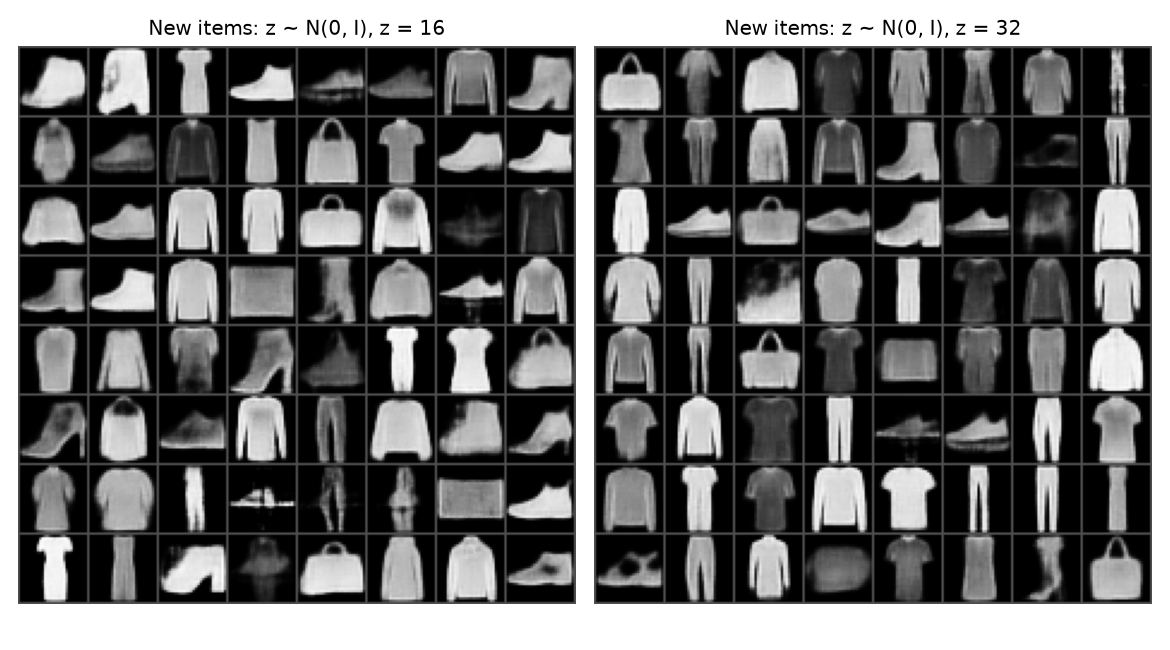 New items: z ~ N(0, I), z = 16
New items: z ~ N(0, I), z = 32